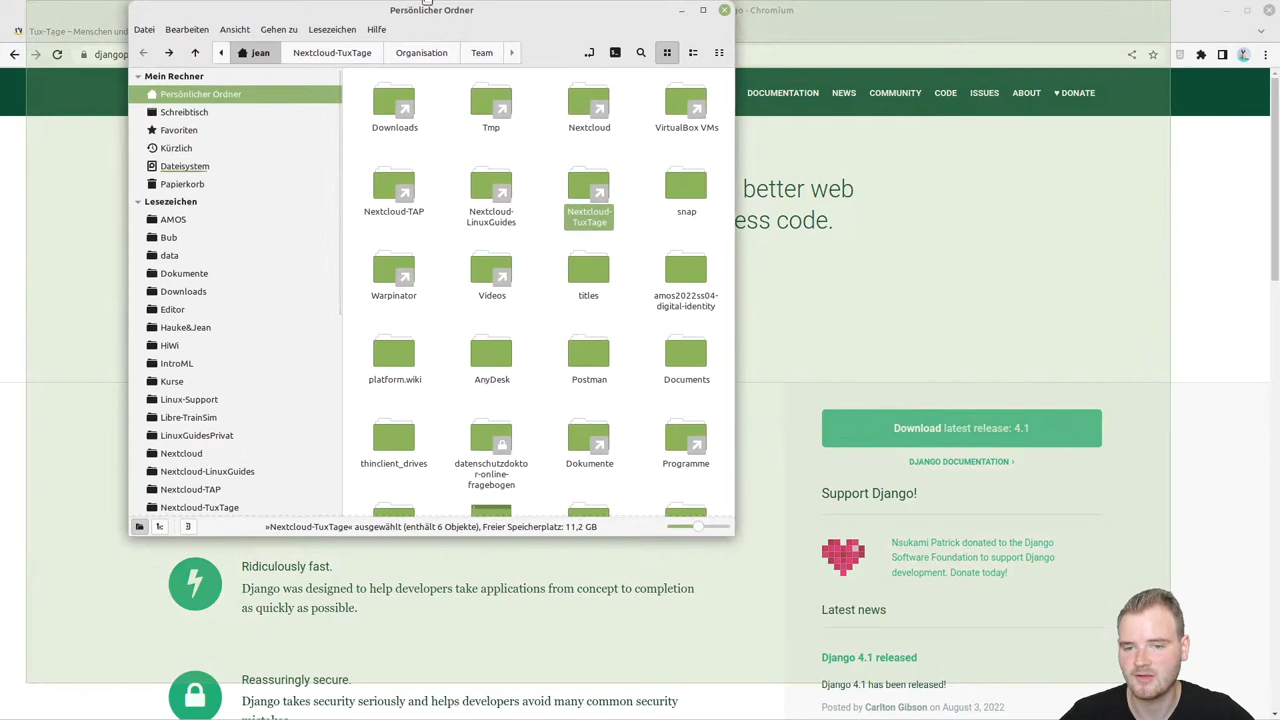 Persönlicher Ordner
Datei Bearbeiten Ansicht Gehen zu Lesezeichen Hilfe
jean Nextcloud-TuxTage Organisation Team
Mein Rechner
Persönlicher Ordner
Schreibtisch
Favoriten
Kürzlich
Dateisystem
Papierkorb
Lesezeichen
AMOS
Bub
data
Dokumente
Downloads
Editor
Hauke&Jean
HiWi
IntroML
Kurse
Linux-Support
Libre-TrainSim
LinuxGuidesPrivat
Nextcloud
Nextcloud-LinuxGuides
Nextcloud-TAP
Nextcloud-TuxTage
Downloads Tmp Nextcloud VirtualBox VMs
Nextcloud-TAP Nextcloud-LinuxGuides Nextcloud-TuxTage snap
Warpinator Videos titles amos2022ss04-digital-identity
platform.wiki AnyDesk Postman Documents
thinclient_drives datenschutzdoktor-online-fragebogen Dokumente Programme
»Nextcloud-TuxTage« ausgewählt (enthält 6 Objekte), Freier Speicherplatz: 11,2 GB
Tux-Tage – Menschen und
- Chromium
djangop
DOCUMENTATION NEWS COMMUNITY CODE ISSUES ABOUT ♥ DONATE
better web
ess code.
Download latest release: 4.1
DJANGO DOCUMENTATION ›
Support Django!
Nsukami Patrick donated to the Django
Software Foundation to support Django
development. Donate today!
Latest news
Django 4.1 released
Django 4.1 has been released!
Posted by Carlton Gibson on August 3, 2022
Ridiculously fast.
Django was designed to help developers take applications from concept to completion
as quickly as possible.
Reassuringly secure.
Django takes security seriously and helps developers avoid many common security